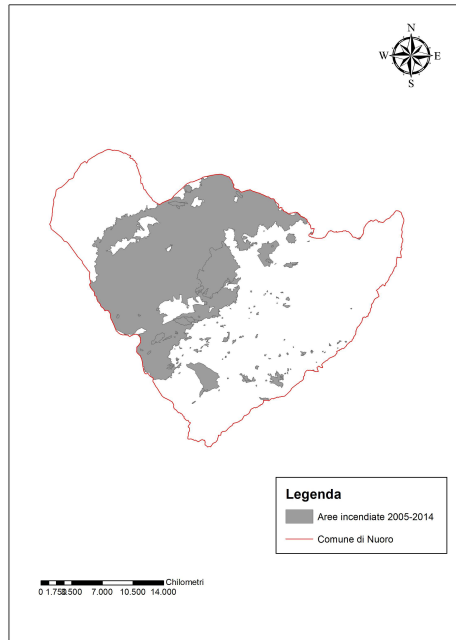 N
W E
S
Legenda
Aree incendiate 2005-2014
Comune di Nuoro
Chilometri
0 1.750 3.500 7.000 10.500 14.000